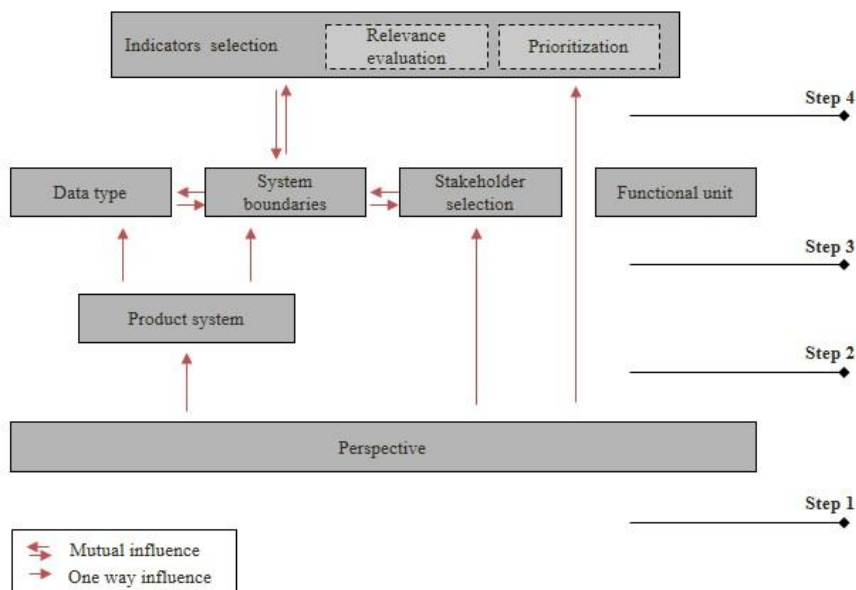 Indicators selection
Relevance
evaluation
Prioritization
Step 4
Data type
System
boundaries
Stakeholder
selection
Functional unit
Step 3
Product system
Step 2
Perspective
Step 1
Mutual influence
One way influence